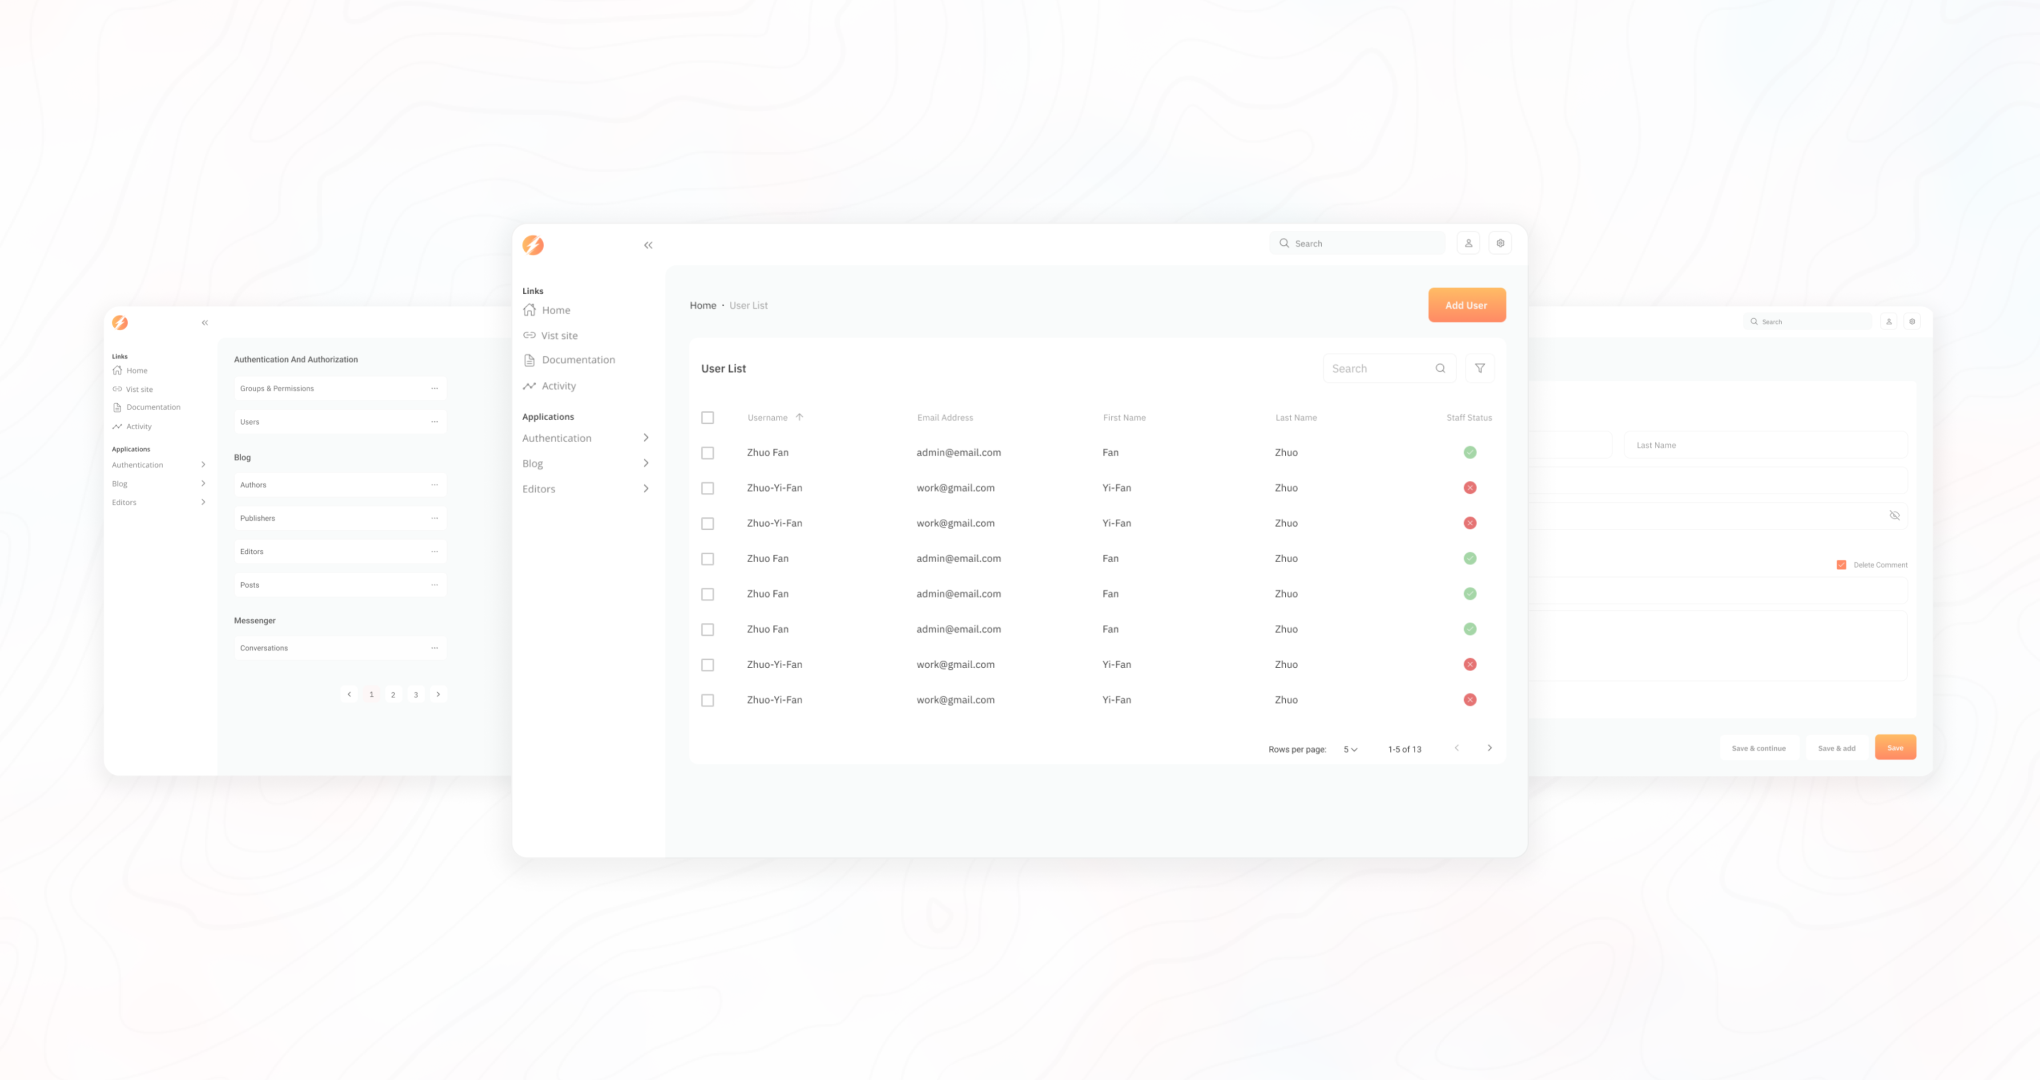 Links
Home
Vist site
Documentation
Activity
Applications
Authentication
Blog
Editors
Authentication And Authorization
Groups & Permissions
Users
Blog
Authors
Publishers
Editors
Posts
Messenger
Conversations
1 2 3
Search
Links
Home
Vist site
Documentation
Activity
Applications
Authentication
Blog
Editors
Home • User List
Add User
User List
Search
Username Email Address First Name Last Name Staff Status
Zhuo Fan admin@email.com Fan Zhuo
Zhuo-Yi-Fan work@gmail.com Yi-Fan Zhuo
Zhuo-Yi-Fan work@gmail.com Yi-Fan Zhuo
Zhuo Fan admin@email.com Fan Zhuo
Zhuo Fan admin@email.com Fan Zhuo
Zhuo Fan admin@email.com Fan Zhuo
Zhuo-Yi-Fan work@gmail.com Yi-Fan Zhuo
Zhuo-Yi-Fan work@gmail.com Yi-Fan Zhuo
Rows per page: 5 1-5 of 13
Search
Last Name
Delete Comment
Save & continue Save & add Save